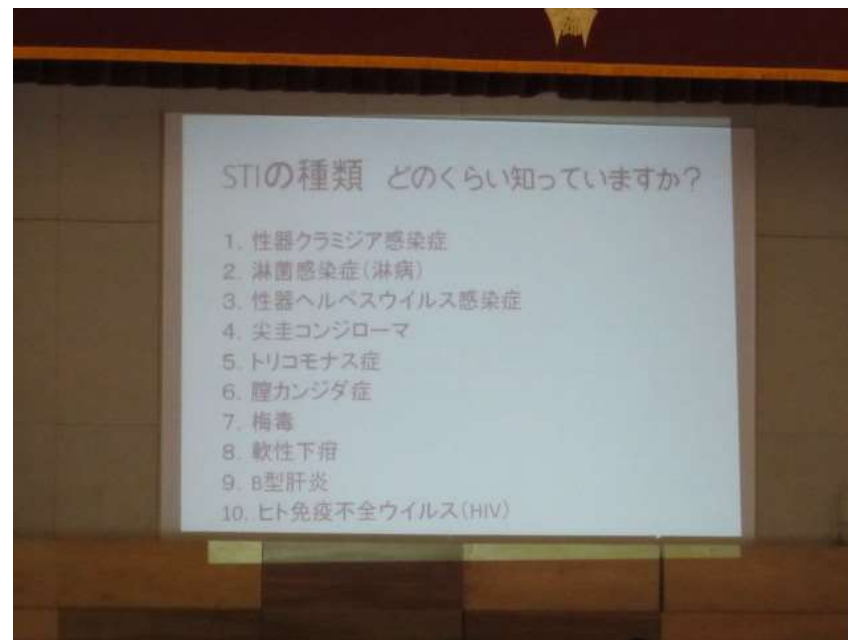 STIの種類 どのくらい知っていますか?
1. 性器クラミジア感染症
2. 淋菌感染症(淋病)
3. 性器ヘルペスウイルス感染症
4. 尖圭コンジローマ
5. トリコモナス症
6. 膣カンジダ症
7. 梅毒
8. 軟性下疳
9. B型肝炎
10. ヒト免疫不全ウイルス(HIV)